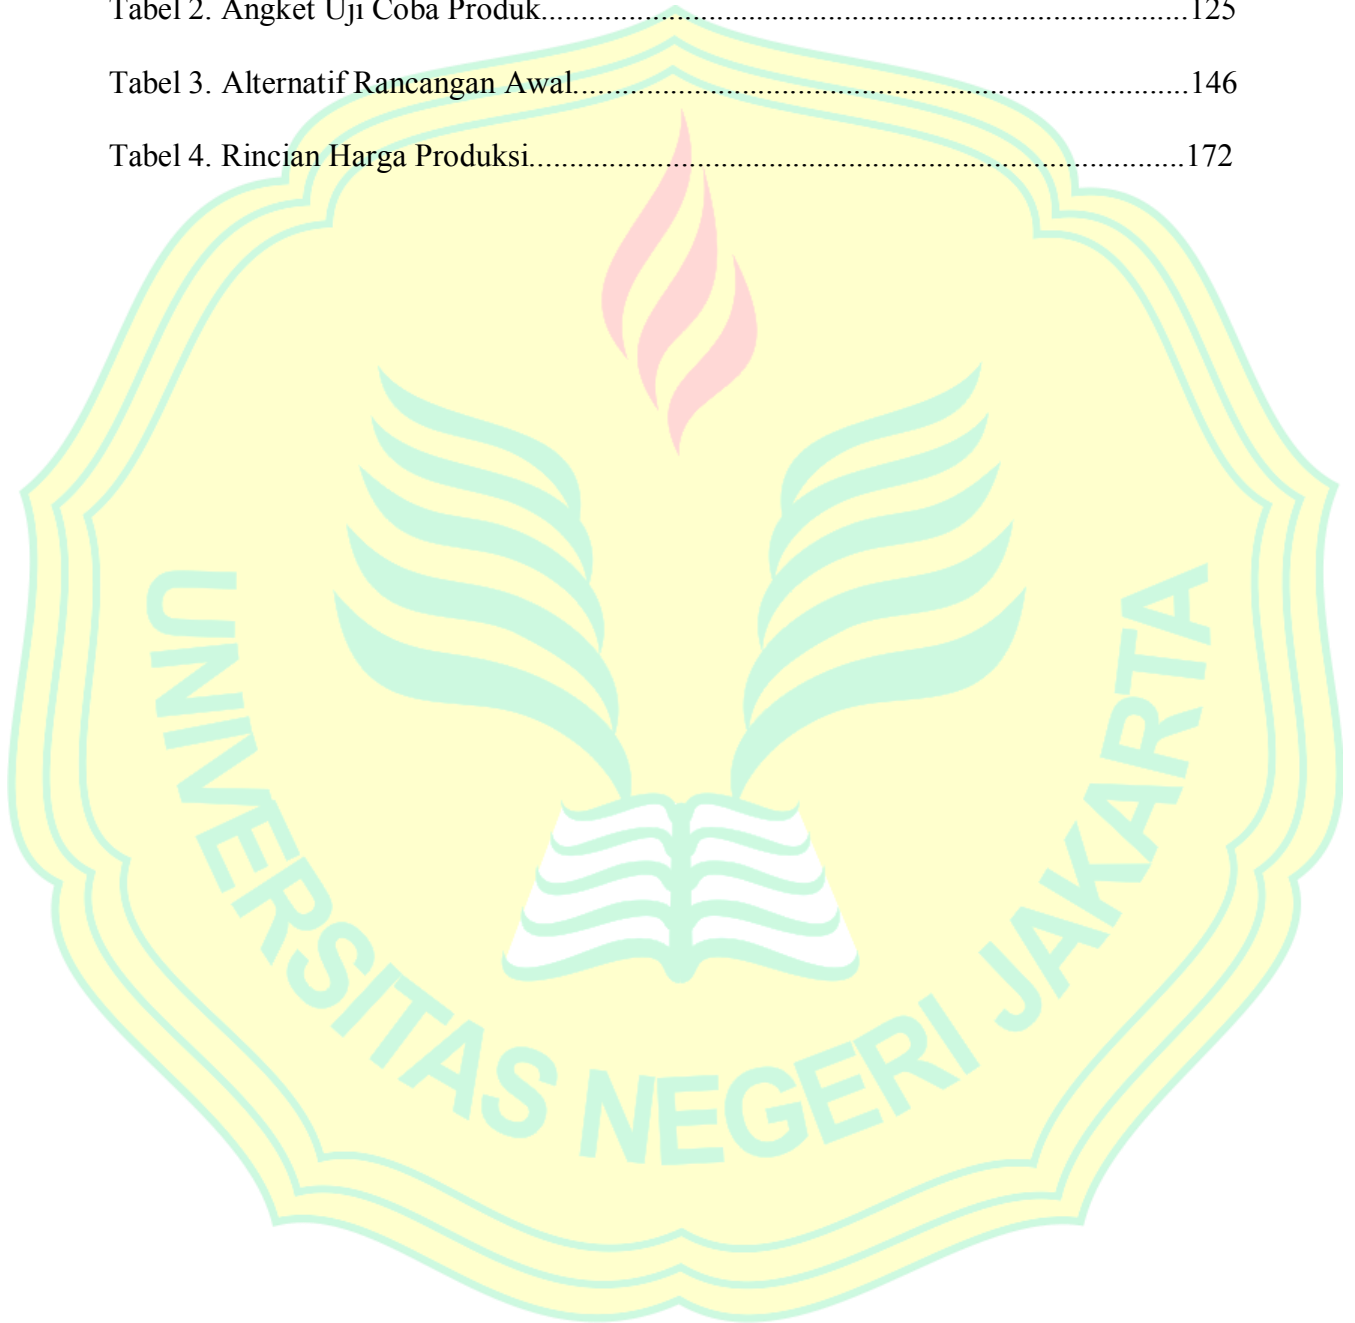 Tabel 2. Angket Uji Coba Produk................................................................................125
Tabel 3. Alternatif Rancangan Awal............................................................................146
Tabel 4. Rincian Harga Produksi.................................................................................172
UNIVERSITAS NEGERI JAKARTA